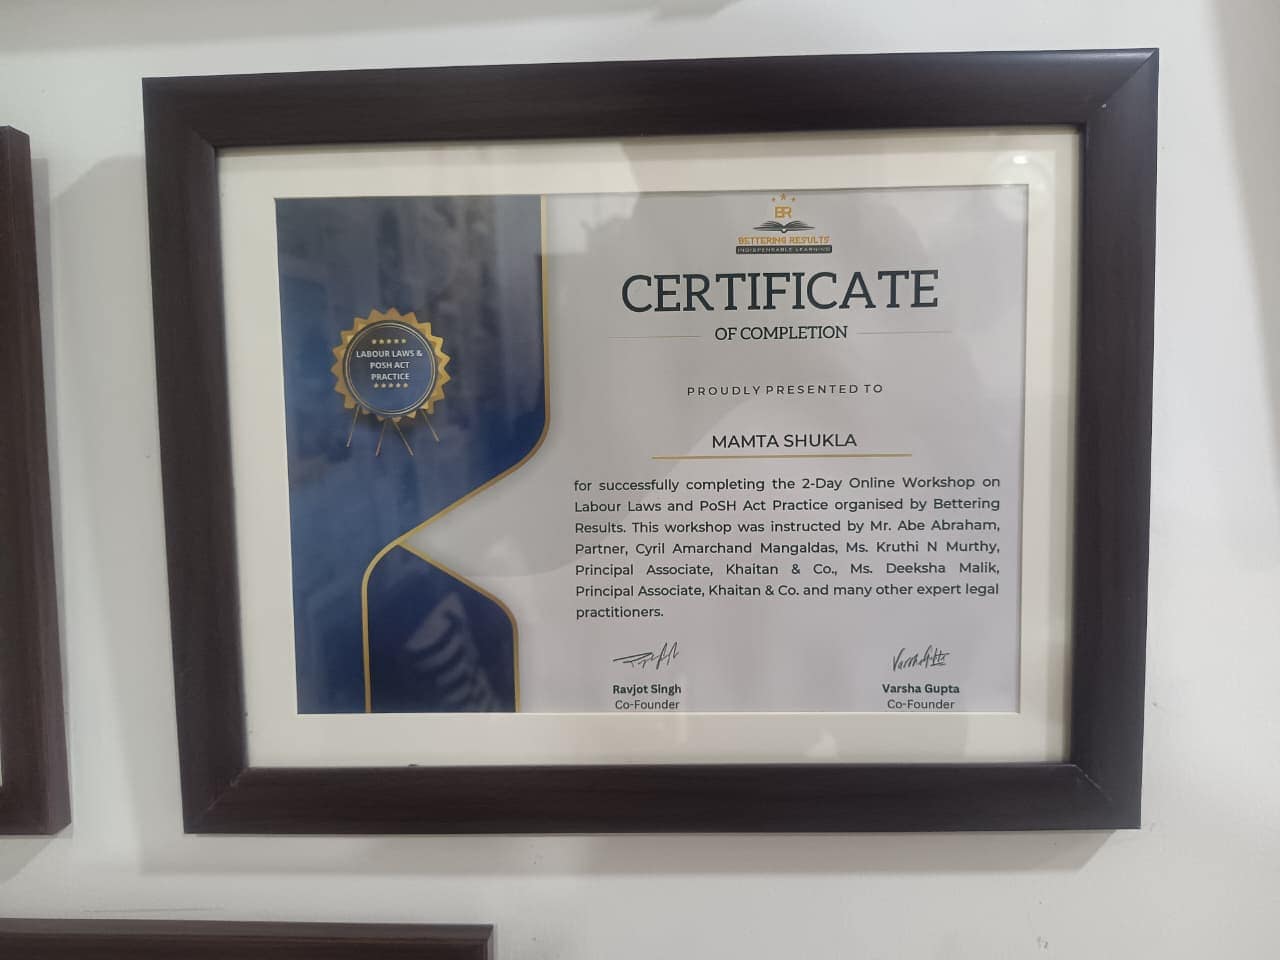 BR
BETTERING RESULTS
INDISPENSABLE LEARNING
CERTIFICATE
OF COMPLETION
LABOUR LAWS &
POSH ACT
PRACTICE
PROUDLY PRESENTED TO
MAMTA SHUKLA
for successfully completing the 2-Day Online Workshop on
Labour Laws and PoSH Act Practice organised by Bettering
Results. This workshop was instructed by Mr. Abe Abraham,
Partner, Cyril Amarchand Mangaldas, Ms. Kruthi N Murthy,
Principal Associate, Khaitan & Co., Ms. Deeksha Malik,
Principal Associate, Khaitan & Co. and many other expert legal
practitioners.
Ravjot Singh
Co-Founder
Varsha Gupta
Co-Founder